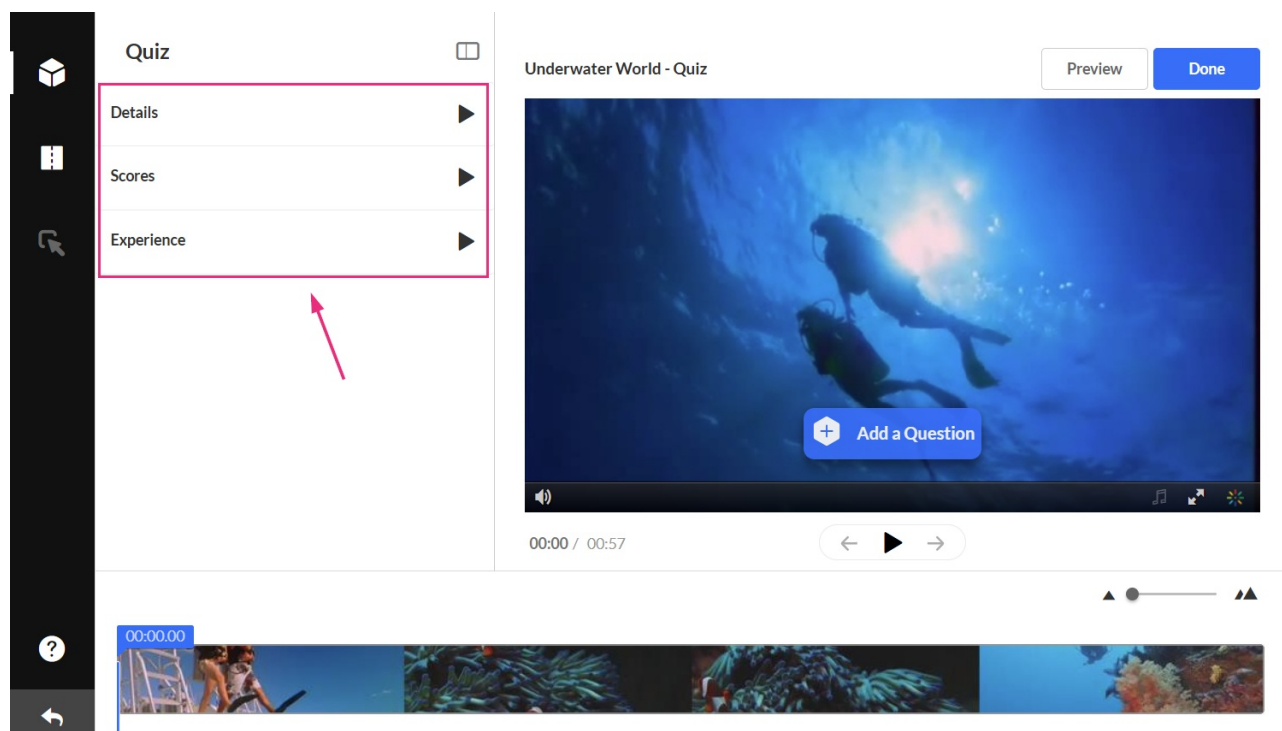 Quiz
Details
Scores
Experience
Underwater World - Quiz
Preview
Done
+ Add a Question
00:00 / 00:57
?
00:00.00